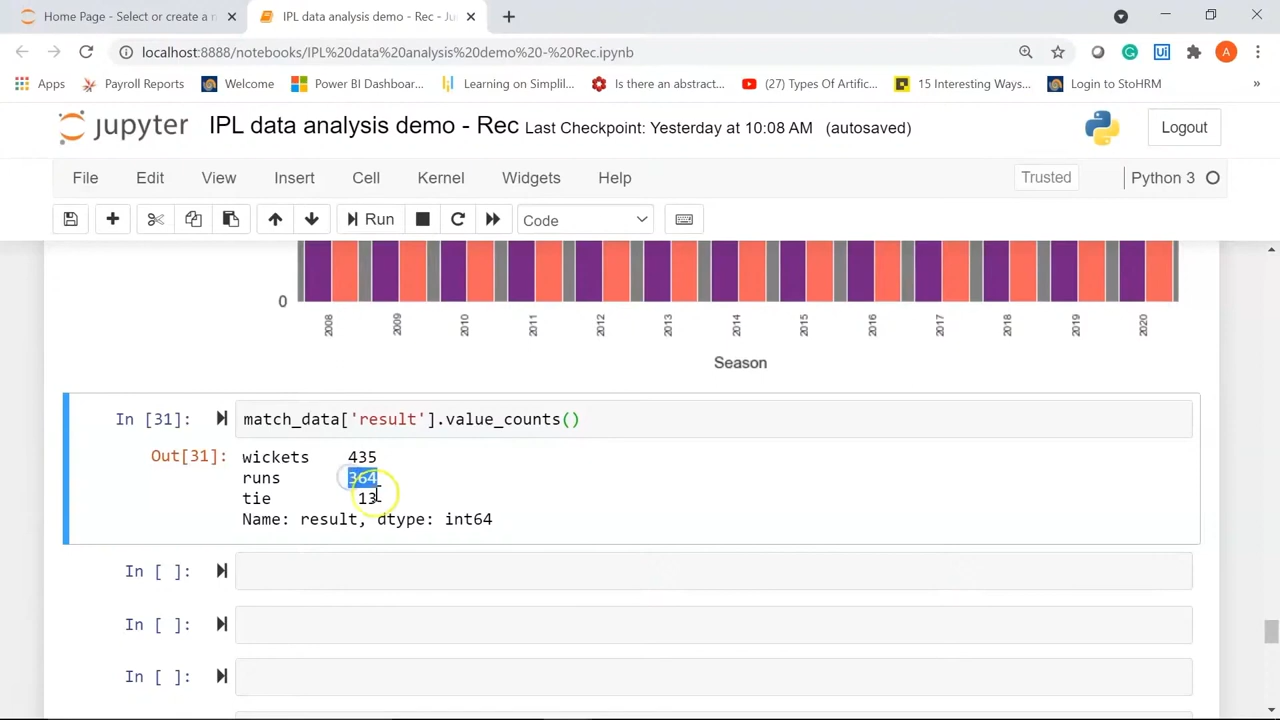 Home Page - Select or create a n
IPL data analysis demo - Rec - Ju
localhost:8888/notebooks/IPL%20data%20analysis%20demo%20-%20Rec.ipynb
Apps
Payroll Reports
Welcome
Power BI Dashboar...
Learning on Simplil...
Is there an abstract...
(27) Types Of Artific...
15 Interesting Ways...
Login to StoHRM
»
Ui
A
jupyter IPL data analysis demo - Rec Last Checkpoint: Yesterday at 10:08 AM (autosaved)
Logout
File Edit View Insert Cell Kernel Widgets Help
Trusted
Python 3
Run
Code
0
2008 2009 2010 2011 2012 2013 2014 2015 2016 2017 2018 2019 2020
Season
In [31]: match_data['result'].value_counts()
Out[31]: wickets 435
runs 364
tie 13
Name: result, dtype: int64
In [ ]:
In [ ]:
In [ ]: